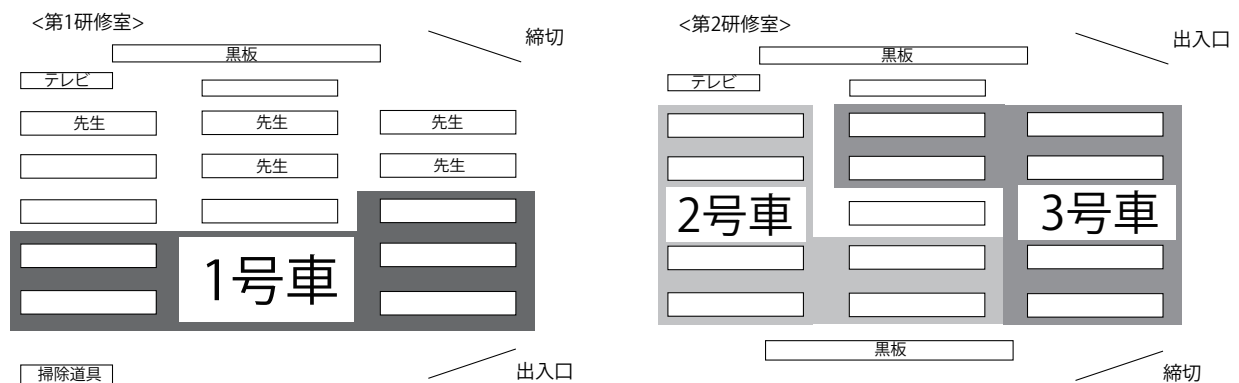 <第1研修室>
締切
黒板
テレビ
先生
先生
先生
先生
先生
1号車
掃除道具
出入口
<第2研修室>
出入口
黒板
テレビ
2号車
3号車
黒板
締切